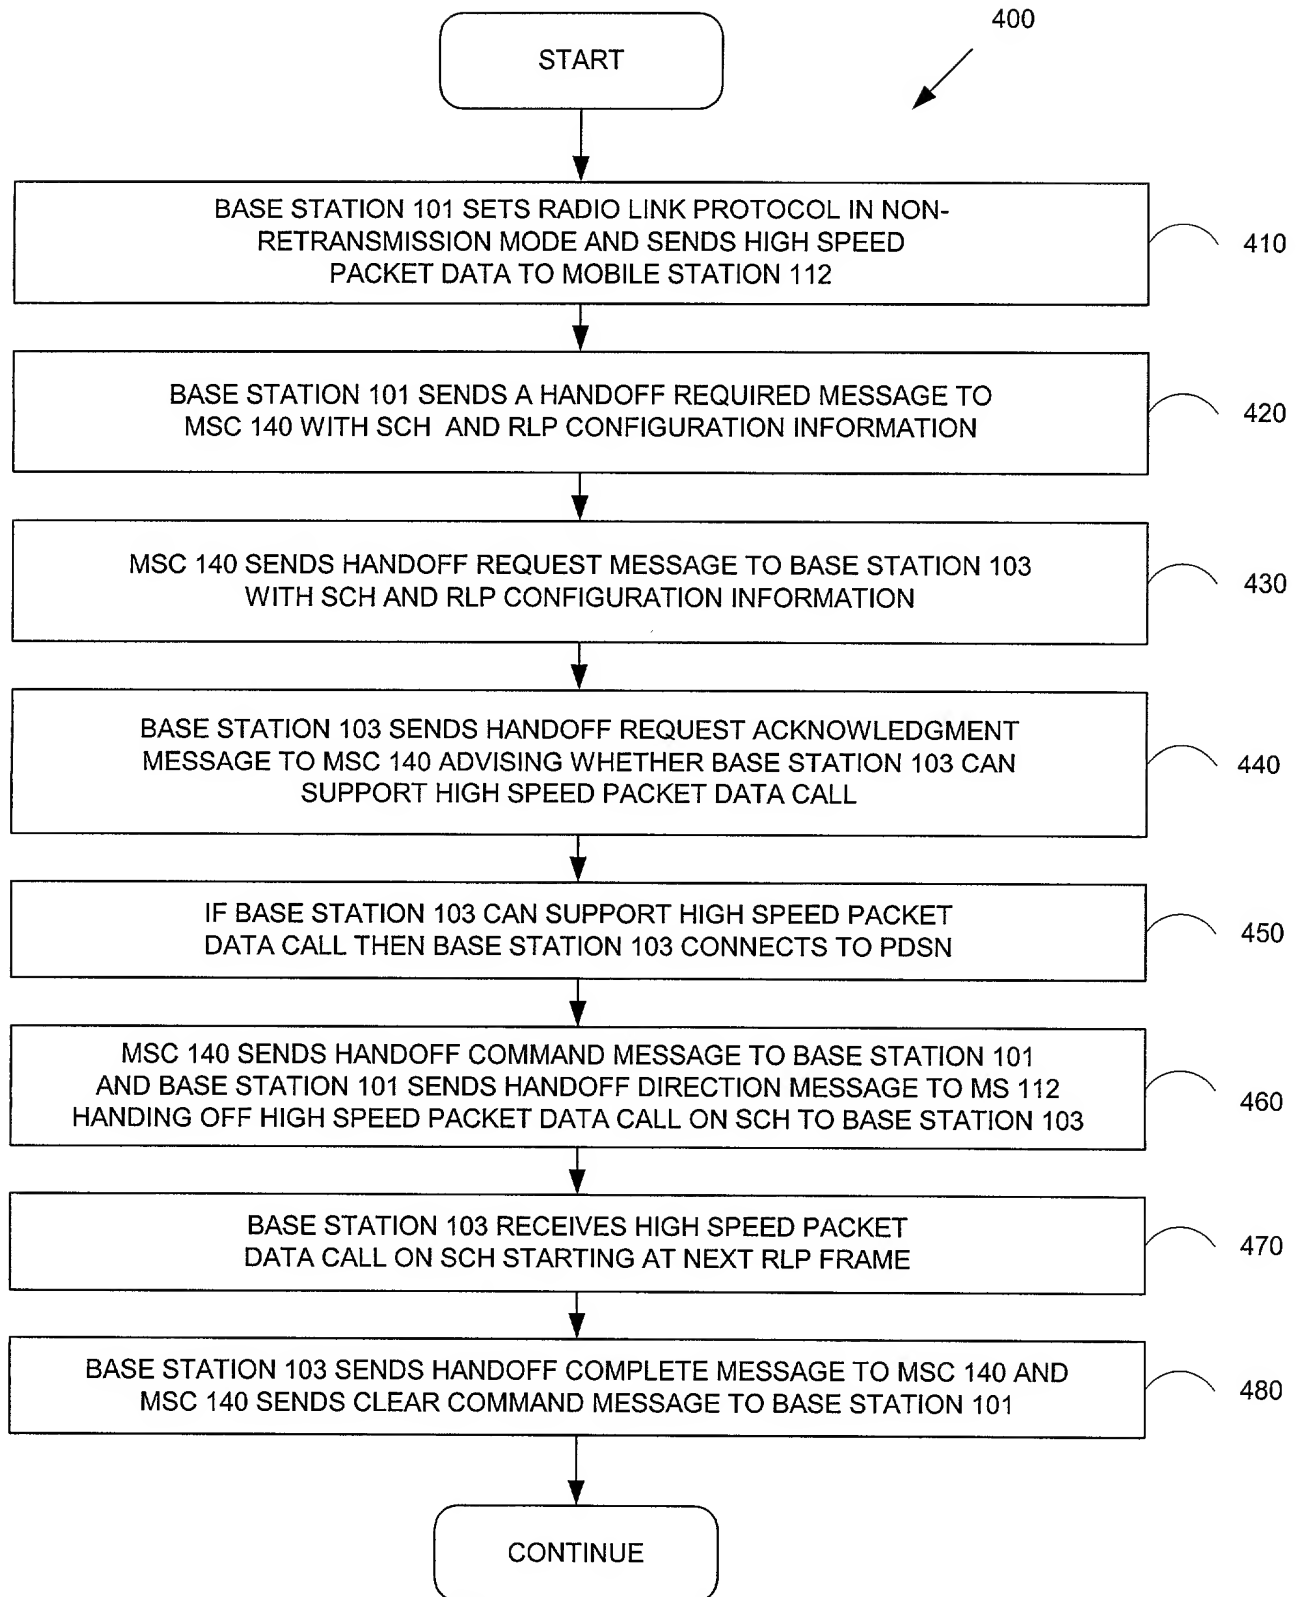 400
START
BASE STATION 101 SETS RADIO LINK PROTOCOL IN NON-
RETRANSMISSION MODE AND SENDS HIGH SPEED
PACKET DATA TO MOBILE STATION 112
410
BASE STATION 101 SENDS A HANDOFF REQUIRED MESSAGE TO
MSC 140 WITH SCH AND RLP CONFIGURATION INFORMATION
420
MSC 140 SENDS HANDOFF REQUEST MESSAGE TO BASE STATION 103
WITH SCH AND RLP CONFIGURATION INFORMATION
430
BASE STATION 103 SENDS HANDOFF REQUEST ACKNOWLEDGMENT
MESSAGE TO MSC 140 ADVISING WHETHER BASE STATION 103 CAN
SUPPORT HIGH SPEED PACKET DATA CALL
440
IF BASE STATION 103 CAN SUPPORT HIGH SPEED PACKET
DATA CALL THEN BASE STATION 103 CONNECTS TO PDSN
450
MSC 140 SENDS HANDOFF COMMAND MESSAGE TO BASE STATION 101
AND BASE STATION 101 SENDS HANDOFF DIRECTION MESSAGE TO MS 112
HANDING OFF HIGH SPEED PACKET DATA CALL ON SCH TO BASE STATION 103
460
BASE STATION 103 RECEIVES HIGH SPEED PACKET
DATA CALL ON SCH STARTING AT NEXT RLP FRAME
470
BASE STATION 103 SENDS HANDOFF COMPLETE MESSAGE TO MSC 140 AND
MSC 140 SENDS CLEAR COMMAND MESSAGE TO BASE STATION 101
480
CONTINUE